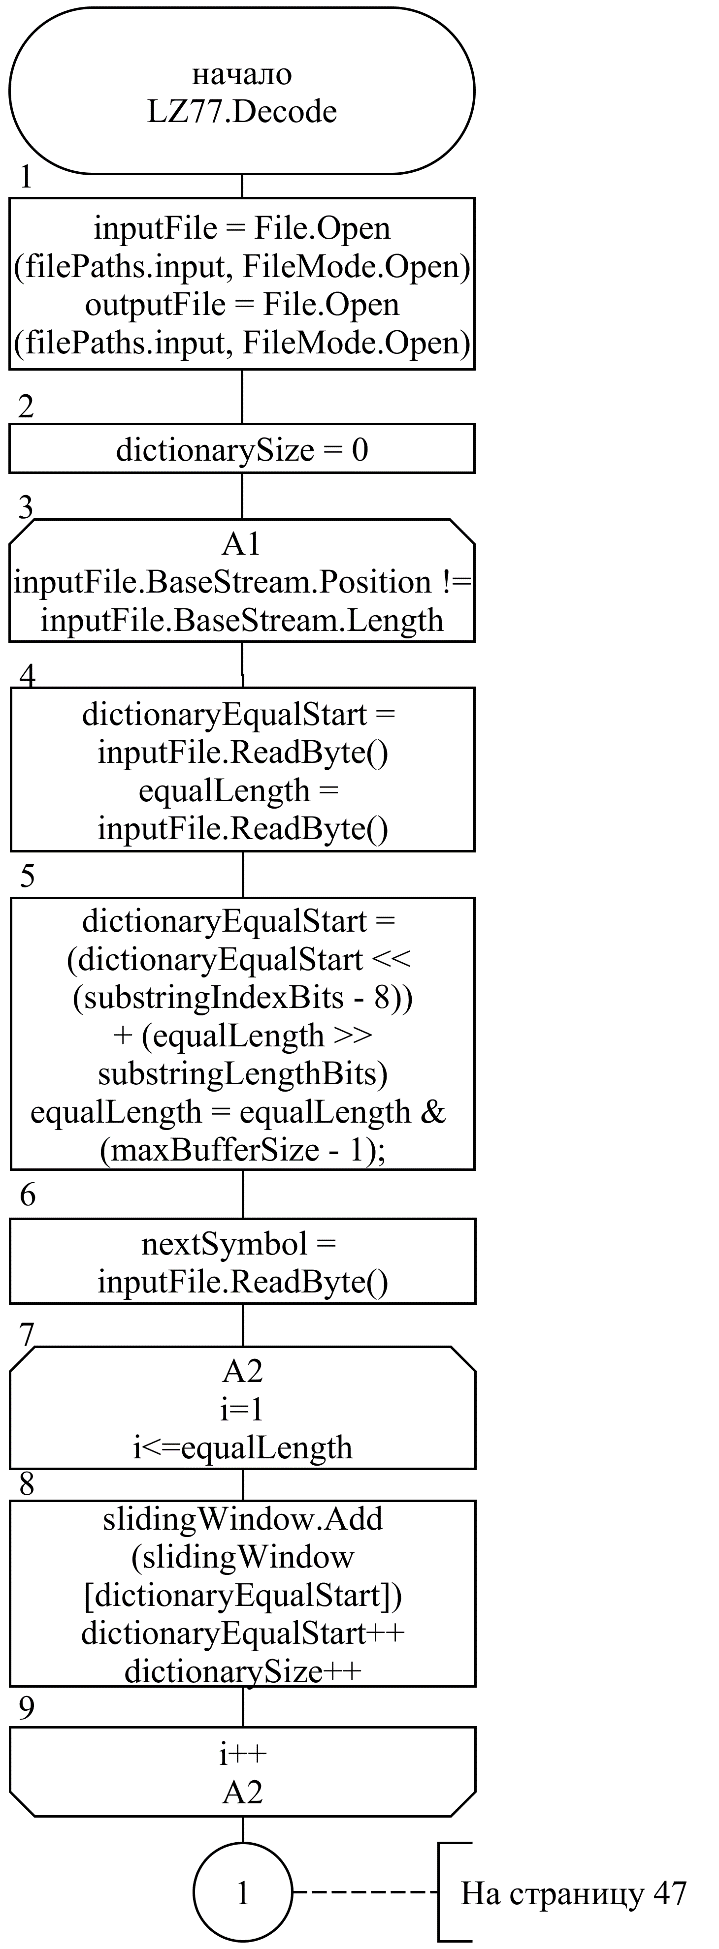 начало
LZ77.Decode
1
inputFile = File.Open
(filePaths.input, FileMode.Open)
outputFile = File.Open
(filePaths.input, FileMode.Open)
2
dictionarySize = 0
3
A1
inputFile.BaseStream.Position !=
inputFile.BaseStream.Length
4
dictionaryEqualStart =
inputFile.ReadByte()
equalLength =
inputFile.ReadByte()
5
dictionaryEqualStart =
(dictionaryEqualStart <<
(substringIndexBits - 8))
+ (equalLength >>
substringLengthBits)
equalLength = equalLength &
(maxBufferSize - 1);
6
nextSymbol =
inputFile.ReadByte()
7
A2
i=1
i<=equalLength
8
slidingWindow.Add
(slidingWindow
[dictionaryEqualStart])
dictionaryEqualStart++
dictionarySize++
9
i++
A2
1
На страницу 47